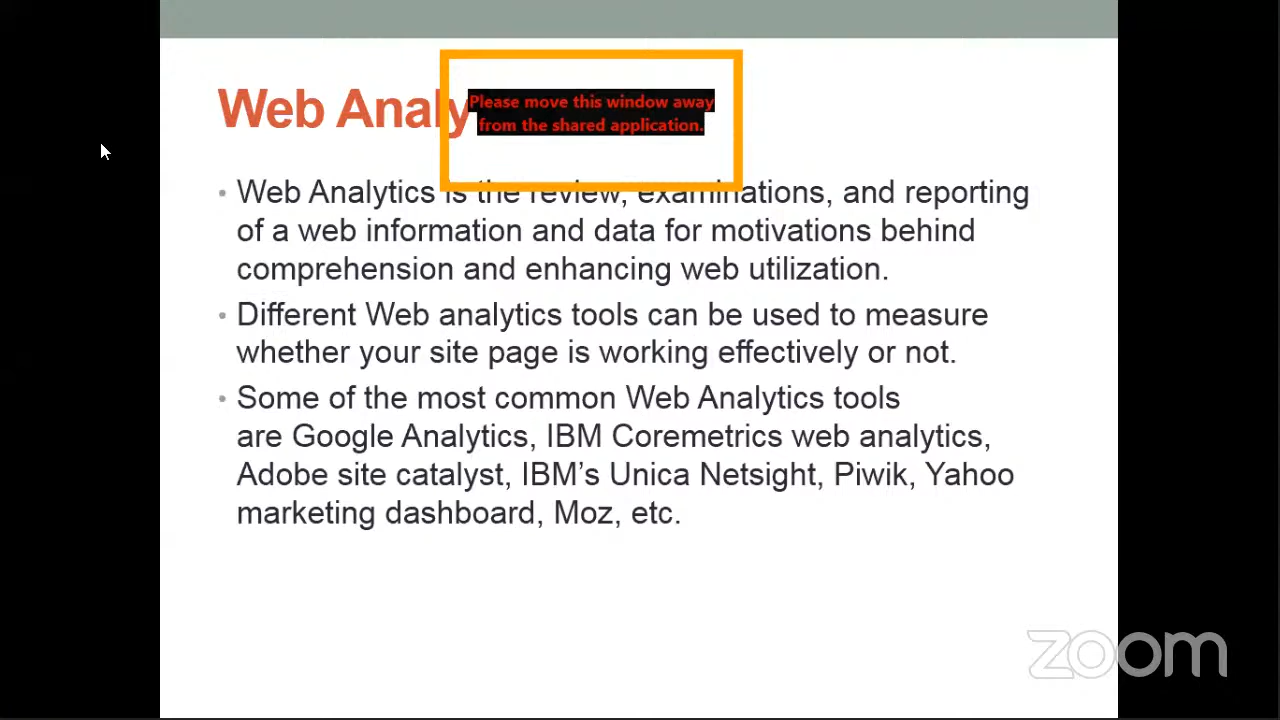 Web Analy
Please move this window away
from the shared application.
Web Analytics is the review, examinations, and reporting
of a web information and data for motivations behind
comprehension and enhancing web utilization.
Different Web analytics tools can be used to measure
whether your site page is working effectively or not.
Some of the most common Web Analytics tools
are Google Analytics, IBM Coremetrics web analytics,
Adobe site catalyst, IBM’s Unica Netsight, Piwik, Yahoo
marketing dashboard, Moz, etc.
zoom